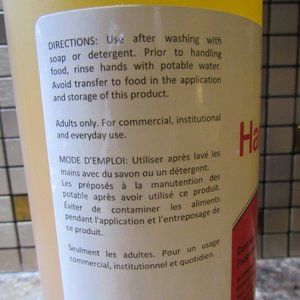 DIRECTIONS: Use after washing with
soap or detergent. Prior to handling
food, rinse hands with potable water.
Avoid transfer to food in the application
and storage of this product.
Adults only. For commercial, institutional
and everyday use.
MODE D'EMPLOI: Utiliser après lavé les
mains avec du savon ou un détergent.
Les préposés à la manutention des
potable après avoir utilisé ce produit.
Éviter de contaminer les aliments
pendant l'application et l'entreposage de
ce produit.
Seulment les adultes. Pour un usage
commercial, institutionnel et quotidien.
Ha